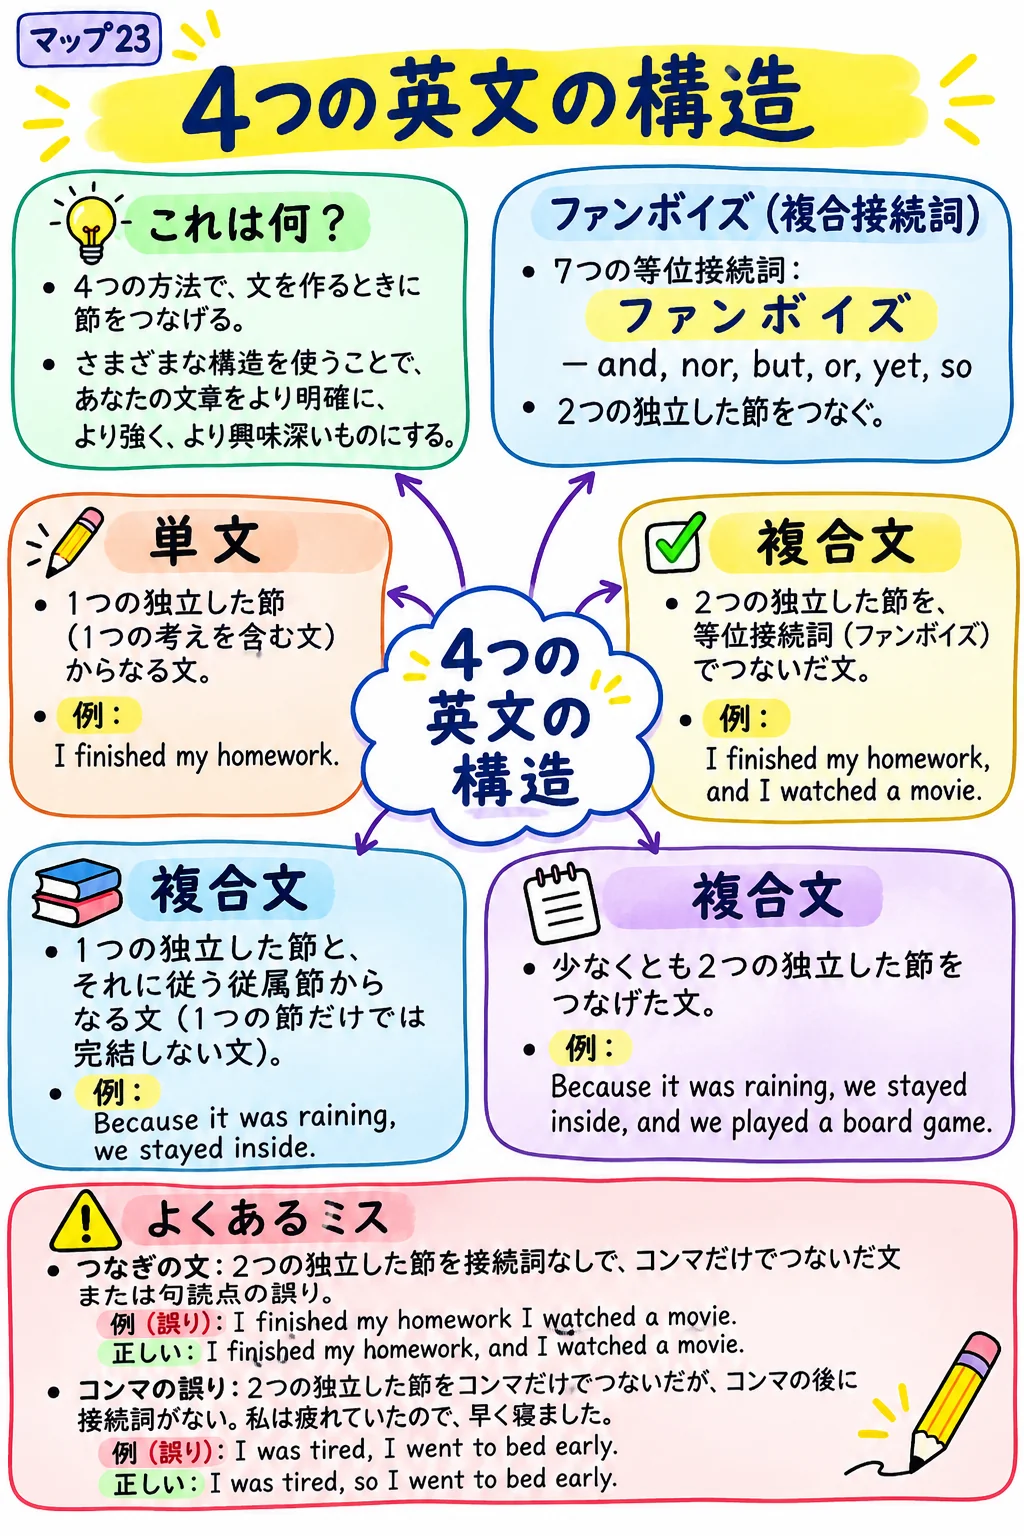 マップ23
4つの英文の構造
これは何？
• 4つの方法で、文を作るときに
節をつなげる。
• さまざまな構造を使うことで、
あなたの文章をより明確に、
より強く、より興味深いものにする。
ファンボイズ（複合接続詞）
• 7つの等位接続詞：
ファンボイズ
— and, nor, but, or, yet, so
• 2つの独立した節をつなぐ。
単文
• 1つの独立した節
（1つの考えを含む文）
からなる文。
• 例：
I finished my homework.
4つの
英文の
構造
複合文
• 2つの独立した節を、
等位接続詞（ファンボイズ）
でつないだ文。
• 例：
I finished my homework,
and I watched a movie.
複合文
• 1つの独立した節と、
それに従う従属節から
なる文（1つの節だけでは
完結しない文）。
• 例：
Because it was raining,
we stayed inside.
複合文
• 少なくとも2つの独立した節を
つなげた文。
• 例：
Because it was raining, we stayed
inside, and we played a board game.
よくあるミス
• つなぎの文：2つの独立した節を接続詞なしで、コンマだけでつないだ文
または句読点の誤り。
例（誤り）：I finished my homework I watched a movie.
正しい：I finished my homework, and I watched a movie.
• コンマの誤り：2つの独立した節をコンマだけでつないだが、コンマの後に
接続詞がない。私は疲れていたので、早く寝ました。
例（誤り）：I was tired, I went to bed early.
正しい：I was tired, so I went to bed early.